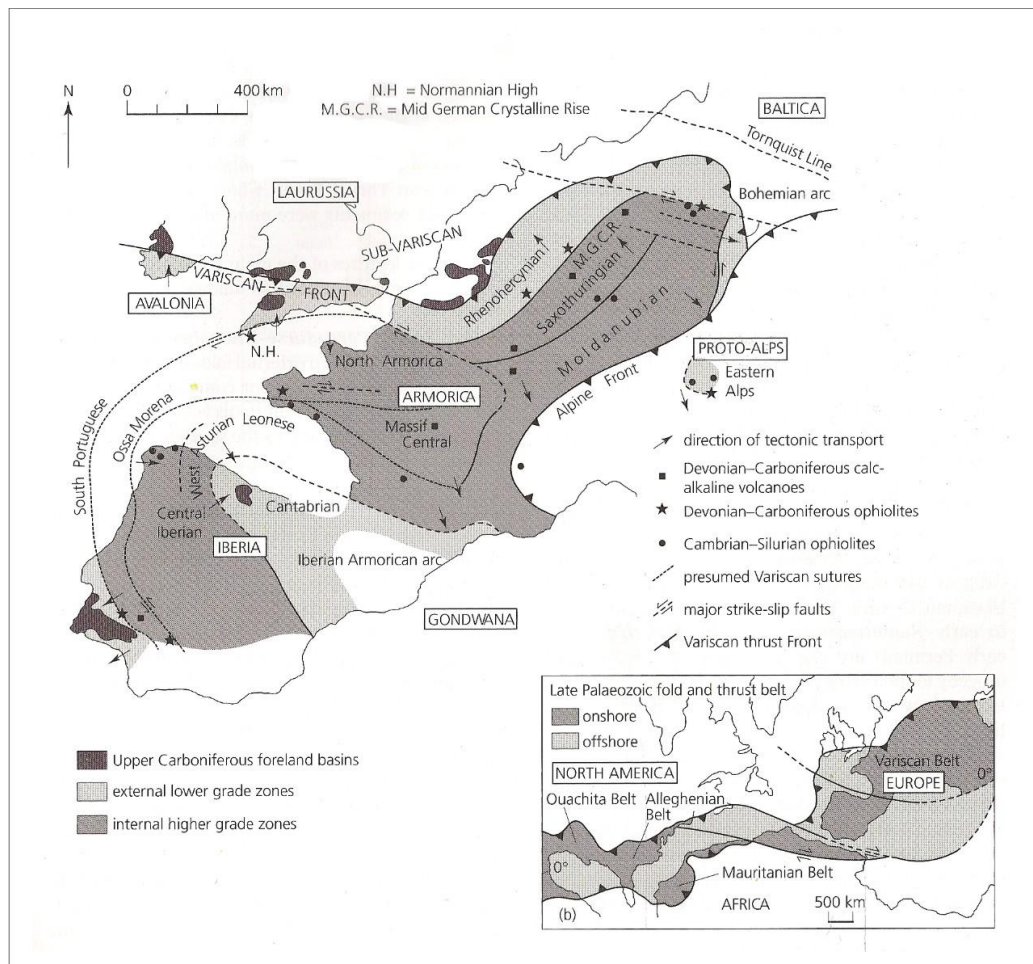 N
0 400 km
N.H = Normannian High
M.G.C.R. = Mid German Crystalline Rise
BALTICA
Tornquist Line
Bohemian arc
LAURUSSIA
SUB-VARISCAN
VARISCAN FRONT
AVALONIA
N.H.
Rhenohercynian
M.G.C.R.
Saxothuringian
Moldanubian
North Armorica
ARMORICA
Massif
Central
Alpine Front
PROTO-ALPS
Eastern
Alps
South Portuguese
Ossa Morena
West Asturian Leonese
Central
Iberian
Cantabrian
IBERIA
Iberian Armorican arc
GONDWANA
direction of tectonic transport
Devonian–Carboniferous calc-
alkaline volcanoes
Devonian–Carboniferous ophiolites
Cambrian–Silurian ophiolites
presumed Variscan sutures
major strike-slip faults
Variscan thrust Front
Upper Carboniferous foreland basins
external lower grade zones
internal higher grade zones
Late Palaeozoic fold and thrust belt
onshore
offshore
NORTH AMERICA
Ouachita Belt
Alleghenian
Belt
Variscan Belt
EUROPE
0°
0°
Mauritanian Belt
AFRICA
500 km
(b)